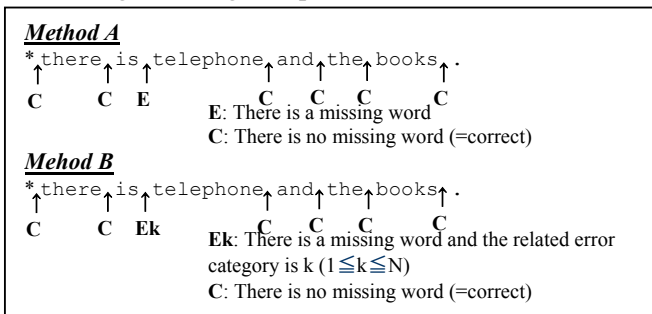 Method A
*there is telephone and the books .
C C E C C C C
E: There is a missing word
C: There is no missing word (=correct)
Mehod B
*there is telephone and the books .
C C Ek C C C C
Ek: There is a missing word and the related error
category is k (1≦k≦N)
C: There is no missing word (=correct)